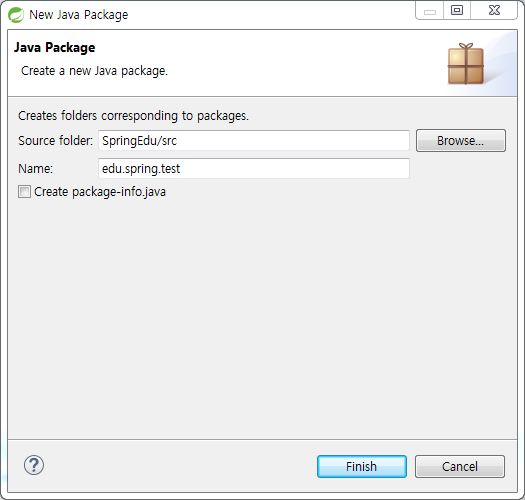 New Java Package
Java Package
Create a new Java package.
Creates folders corresponding to packages.
Source folder: SpringEdu/src Browse...
Name: edu.spring.test
Create package-info.java
? Finish Cancel